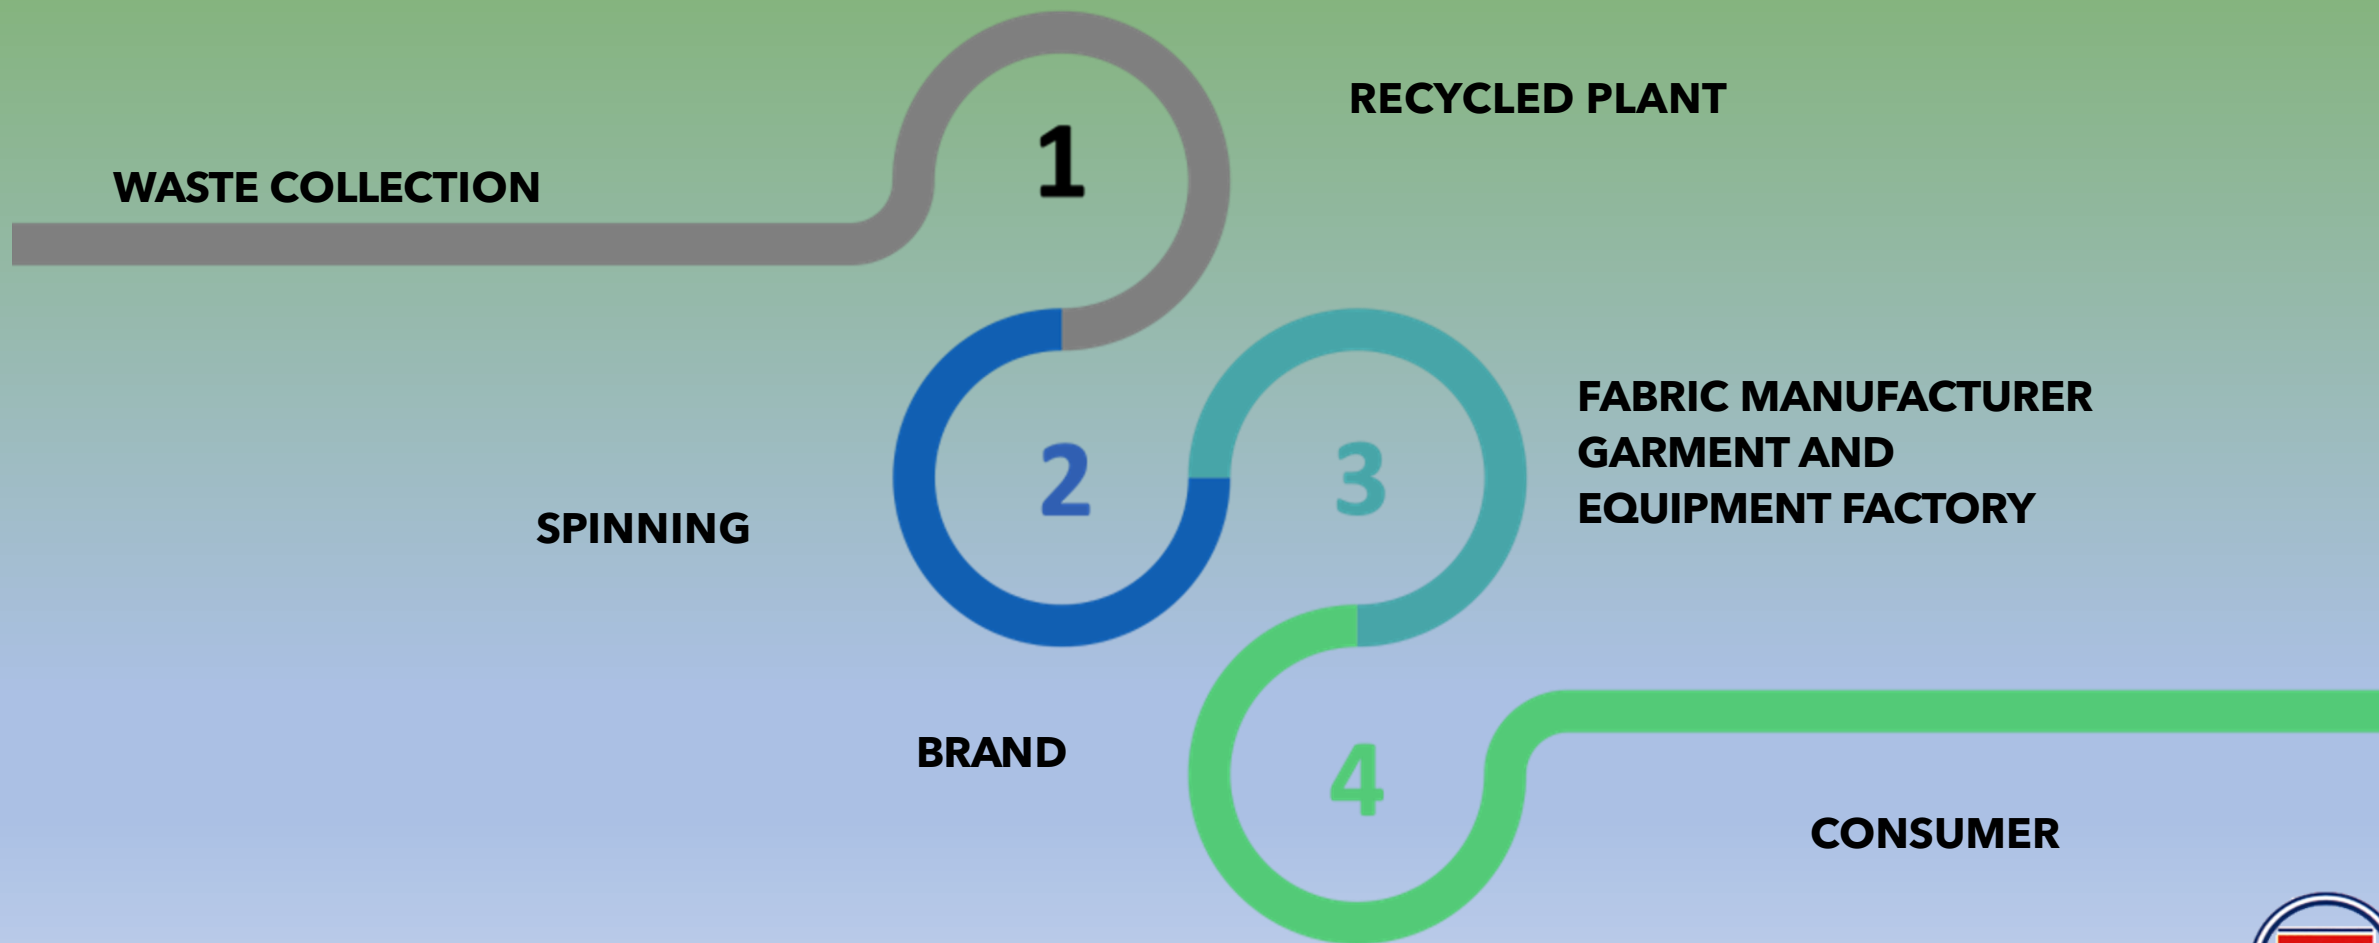 WASTE COLLECTION
1
RECYCLED PLANT
SPINNING
2
3
FABRIC MANUFACTURER
GARMENT AND
EQUIPMENT FACTORY
BRAND
4
CONSUMER